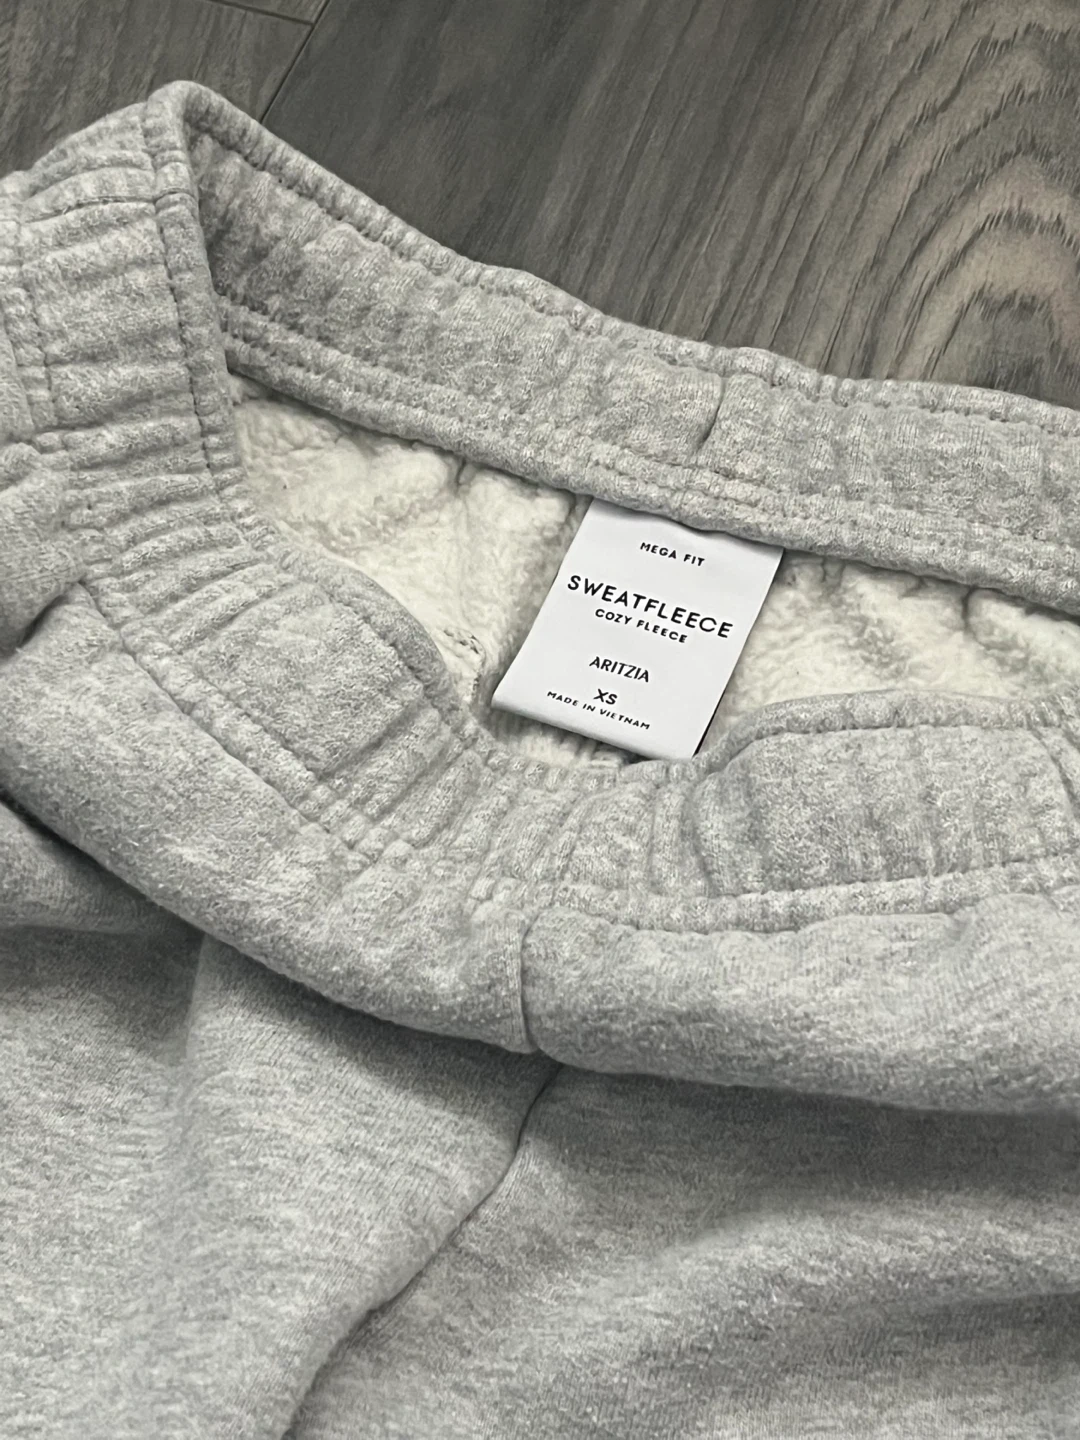 MEGA FIT
SWEATFLEECE
COZY FLEECE
ARITZIA
XS
MADE IN VIETNAM